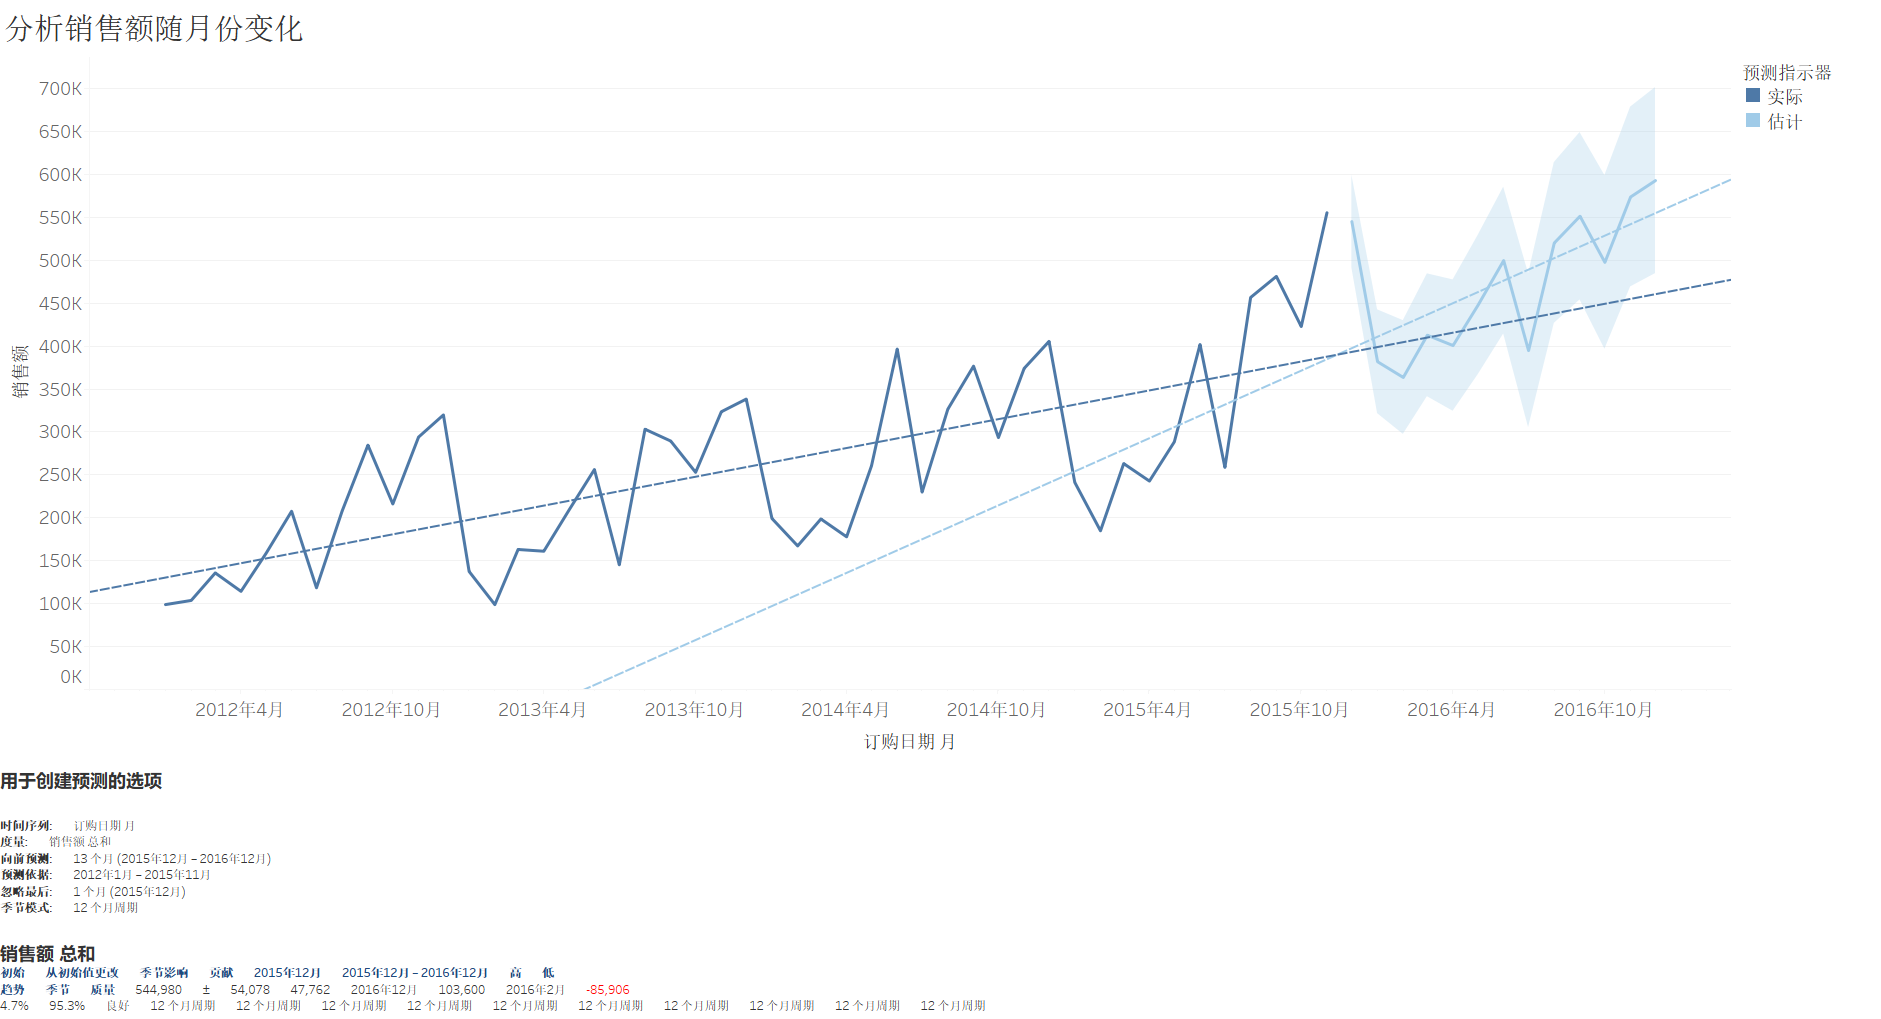 分析销售额随月份变化
预测指示器
实际
估计
700K
650K
600K
550K
500K
450K
400K
350K
300K
250K
200K
150K
100K
50K
0K
销售额
2012年4月 2012年10月 2013年4月 2013年10月 2014年4月 2014年10月 2015年4月 2015年10月 2016年4月 2016年10月
订购日期 月
用于创建预测的选项
时间序列: 订购日期 月
度量: 销售额 总和
向前预测: 13 个月 (2015年12月 – 2016年12月)
预测依据: 2012年1月 – 2015年11月
忽略最后: 1 个月 (2015年12月)
季节模式: 12 个月周期
销售额 总和
初始 从初始值更改 季节影响 贡献 2015年12月 2015年12月 – 2016年12月 高 低
趋势 季节 质量 544,980 ± 54,078 47,762 2016年12月 103,600 2016年2月 -85,906
4.7% 95.3% 良好 12 个月周期 12 个月周期 12 个月周期 12 个月周期 12 个月周期 12 个月周期 12 个月周期 12 个月周期 12 个月周期 12 个月周期